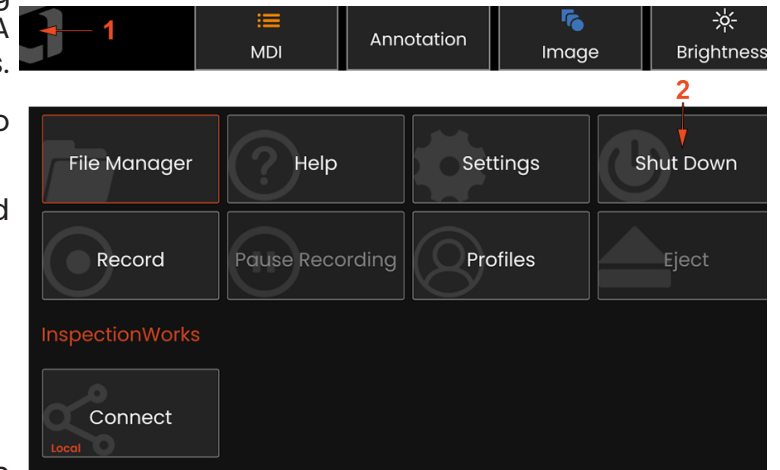 1
MDI
Annotation
Image
Brightness
A
s.
2
File Manager
Help
Settings
Shut Down
Record
Pause Recording
Profiles
Eject
InspectionWorks
Connect
Local
d